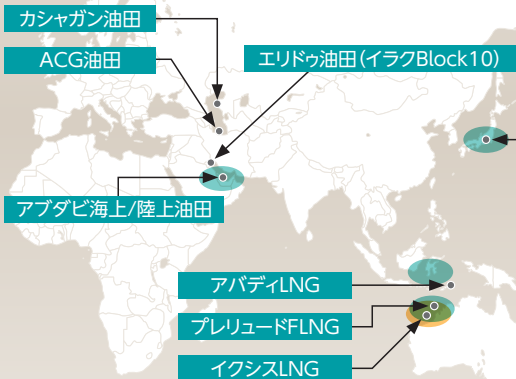 カシャガン油田
ACG油田
エリドゥ油田（イラクBlock10）
アブダビ海上/陸上油田
アバディLNG
プレリュードFLNG
イクシスLNG